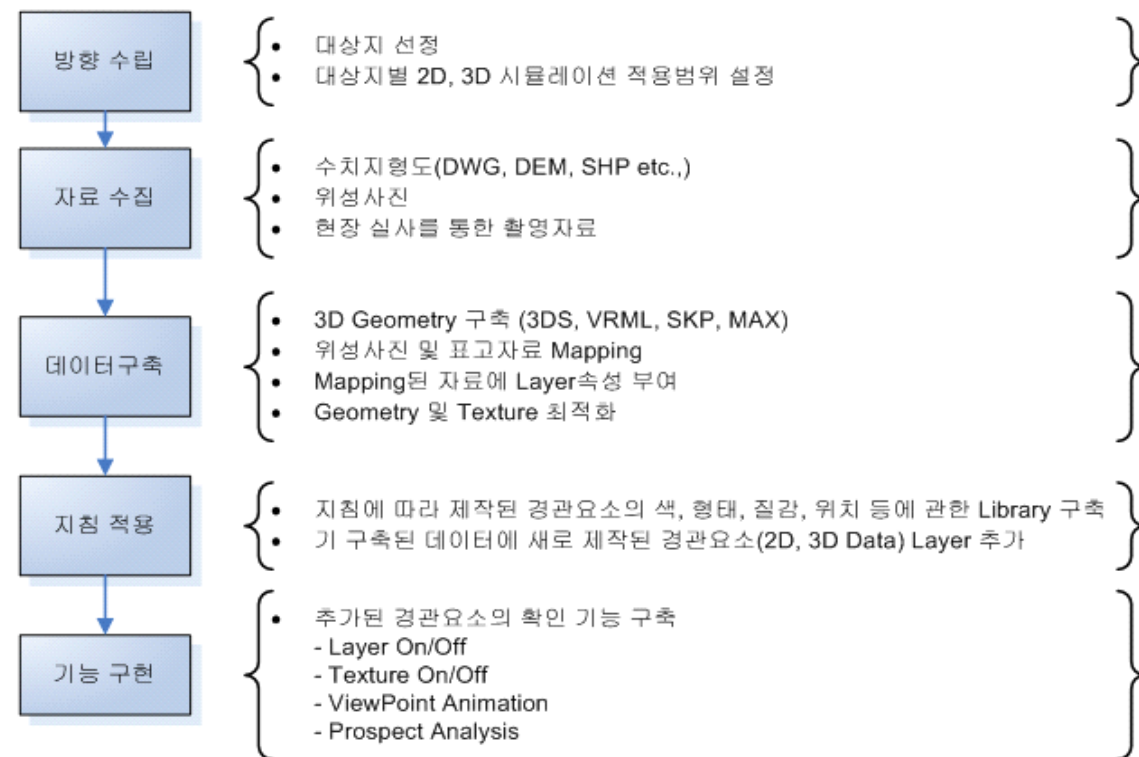 방향 수립
• 대상지 선정
• 대상지별 2D, 3D 시뮬레이션 적용범위 설정
자료 수집
• 수치지형도(DWG, DEM, SHP etc.,)
• 위성사진
• 현장 실사를 통한 촬영자료
데이터구축
• 3D Geometry 구축 (3DS, VRML, SKP, MAX)
• 위성사진 및 표고자료 Mapping
• Mapping된 자료에 Layer속성 부여
• Geometry 및 Texture 최적화
지침 적용
• 지침에 따라 제작된 경관요소의 색, 형태, 질감, 위치 등에 관한 Library 구축
• 기 구축된 데이터에 새로 제작된 경관요소(2D, 3D Data) Layer 추가
기능 구현
• 추가된 경관요소의 확인 기능 구축
- Layer On/Off
- Texture On/Off
- ViewPoint Animation
- Prospect Analysis